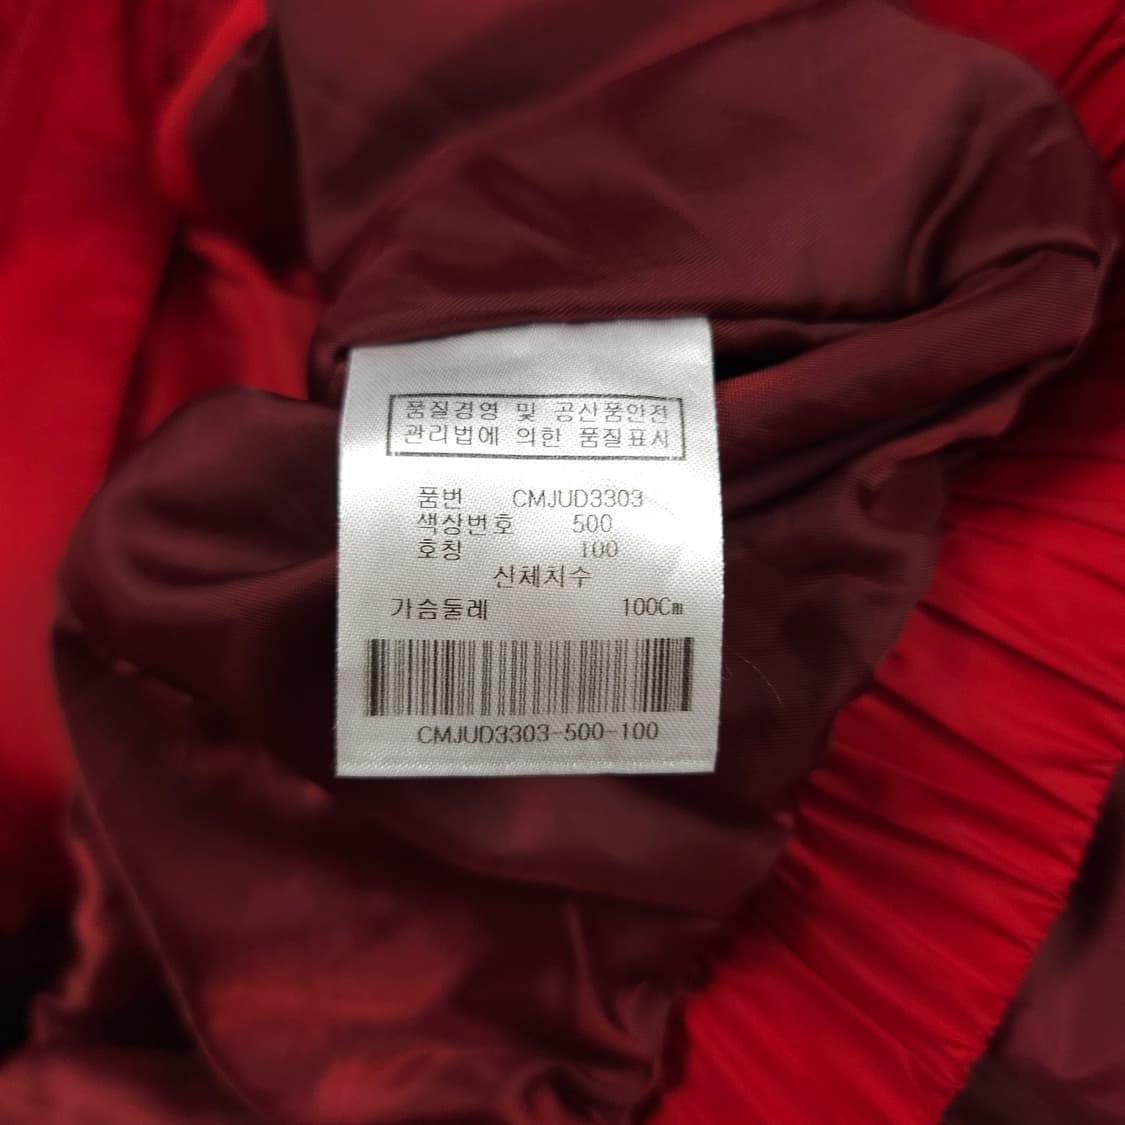 품질경영 및 공산품안전
관리법에 의한 품질표시
품번 CMJUD3303
색상번호 500
호칭 100
신체치수
가슴둘레 100Cm
CMJUD3303-500-100